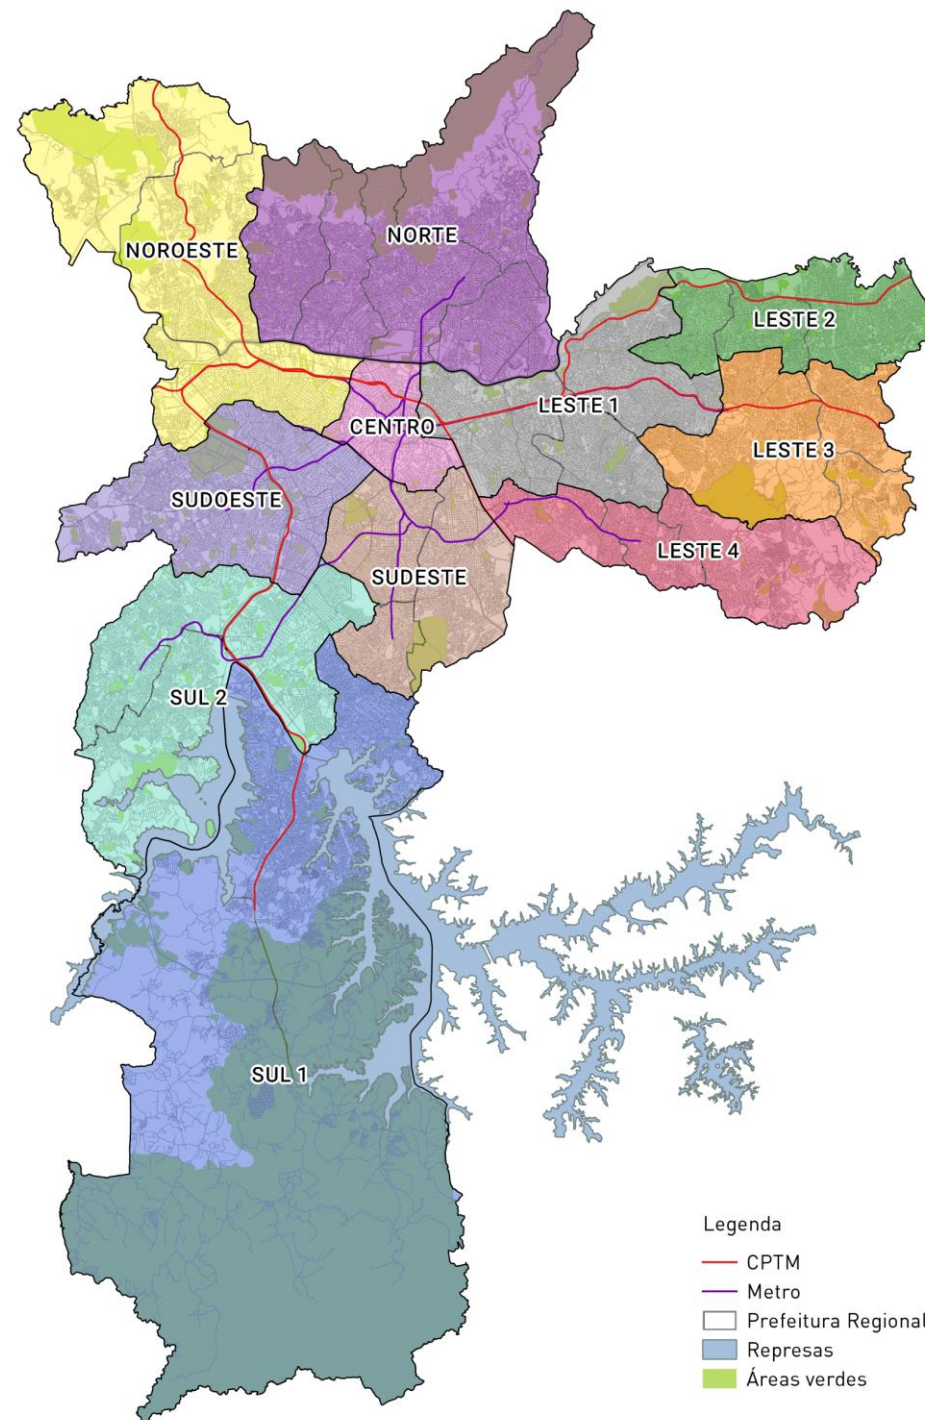 NORTE
NOROESTE
LESTE 2
LESTE 1
CENTRO
LESTE 3
SUDOESTE
LESTE 4
SUDESTE
SUL 2
SUL 1
Legenda
CPTM
Metro
Prefeitura Regional
Represas
Áreas verdes